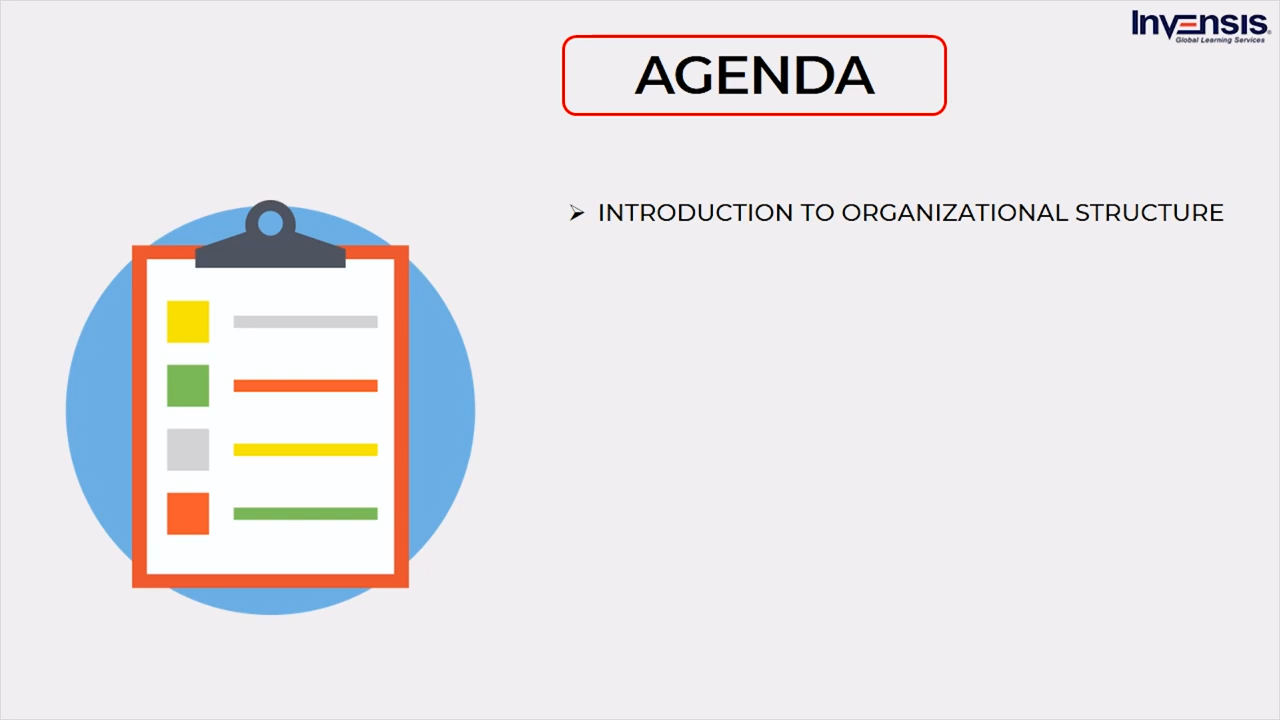 Invensis
Global Learning Services
AGENDA
➢ INTRODUCTION TO ORGANIZATIONAL STRUCTURE